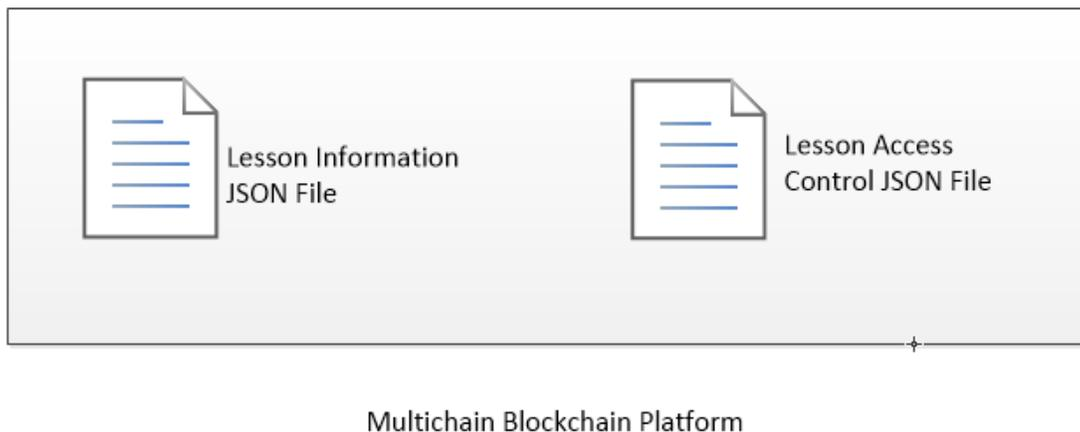 Lesson Information
JSON File
Lesson Access
Control JSON File
Multichain Blockchain Platform